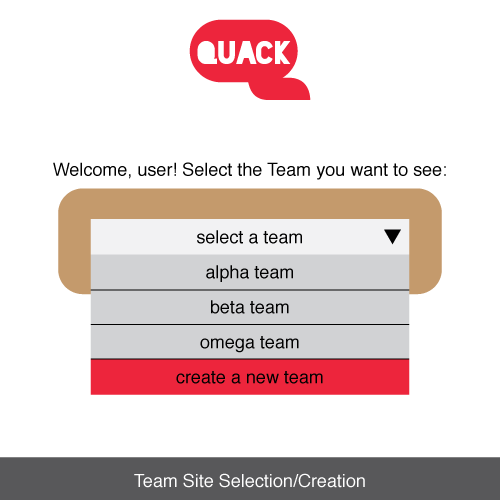 QUACK
Welcome, user! Select the Team you want to see:
select a team
alpha team
beta team
omega team
create a new team
Team Site Selection/Creation